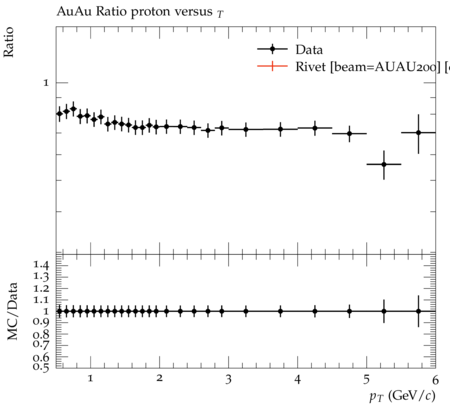 AuAu Ratio proton versus T
Ratio
Data
Rivet [beam=AUAU200] [
1
MC/Data
1.4
1.3
1.2
1.1
1
0.9
0.8
0.7
0.6
0.5
1 2 3 4 5 6
pT (GeV/c)